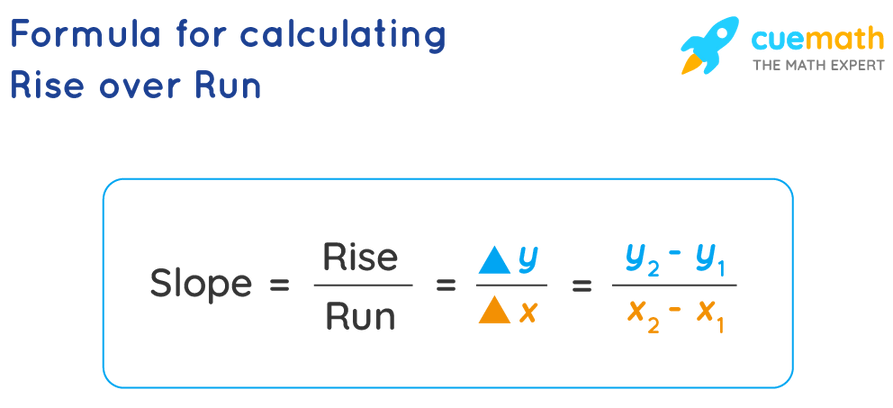 Formula for calculating
Rise over Run
cuemath
THE MATH EXPERT
Slope = Rise / Run = ▲y / ▲x = y₂ - y₁ / x₂ - x₁